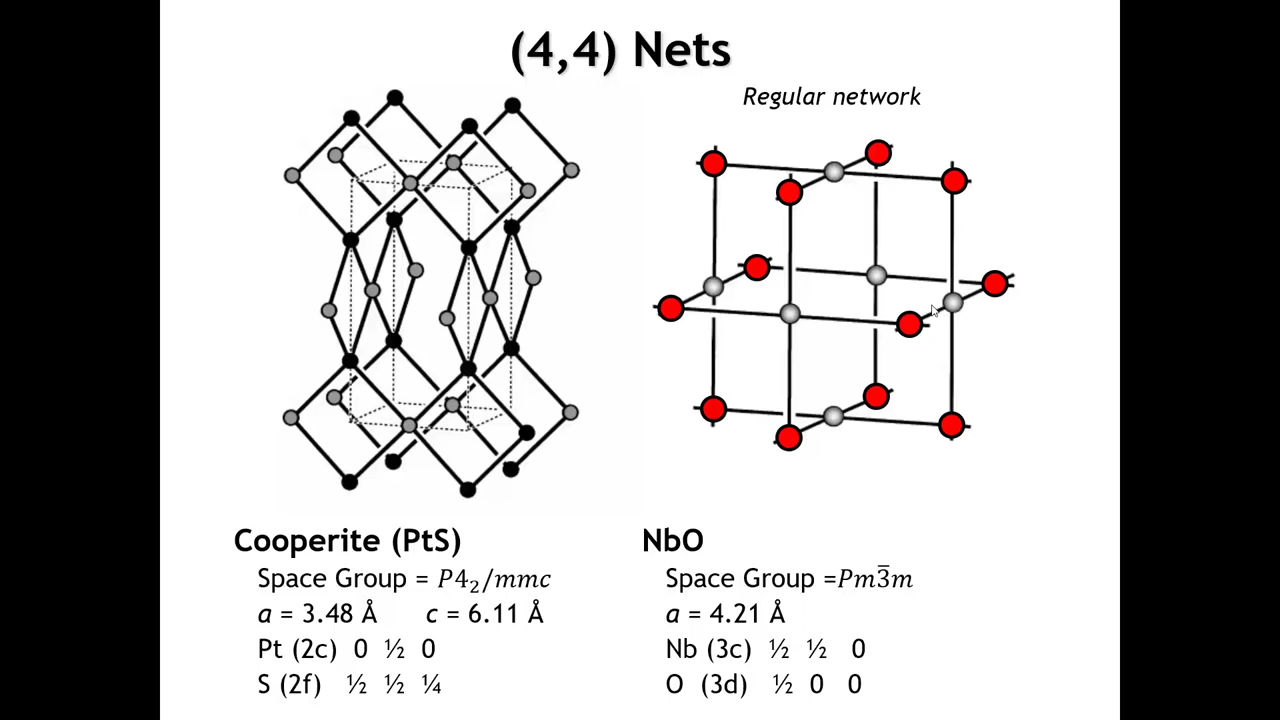 (4,4) Nets
Regular network
Cooperite (PtS)
Space Group = P4₂/mmc
a = 3.48 Å c = 6.11 Å
Pt (2c) 0 ½ 0
S (2f) ½ ½ ¼
NbO
Space Group =Pm3̅m
a = 4.21 Å
Nb (3c) ½ ½ 0
O (3d) ½ 0 0